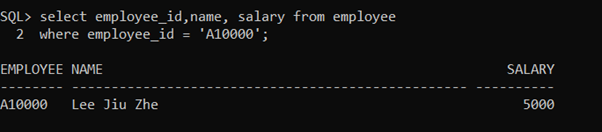 SQL> select employee_id,name, salary from employee
2 where employee_id = 'A10000';
EMPLOYEE NAME SALARY
-------- -------------------------------------------------- ----------
A10000 Lee Jiu Zhe 5000